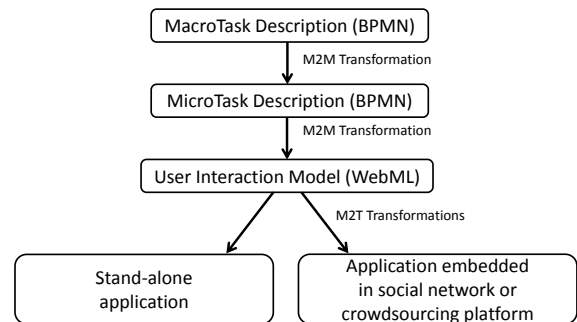 MacroTask Description (BPMN)
M2M Transformation
MicroTask Description (BPMN)
M2M Transformation
User Interaction Model (WebML)
M2T Transformations
Stand-alone
application
Application embedded
in social network or
crowdsourcing platform